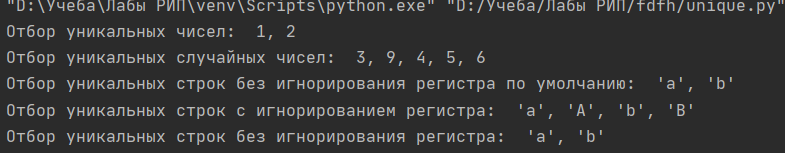 "D:\Учеба\Лабы РИП\venv\Scripts\python.exe" "D:/Учеба/Лабы РИП/fdfh/unique.py"
Отбор уникальных чисел:  1, 2
Отбор уникальных случайных чисел:  3, 9, 4, 5, 6
Отбор уникальных строк без игнорирования регистра по умолчанию:  'a', 'b'
Отбор уникальных строк с игнорированием регистра:  'a', 'A', 'b', 'B'
Отбор уникальных строк без игнорирования регистра:  'a', 'b'